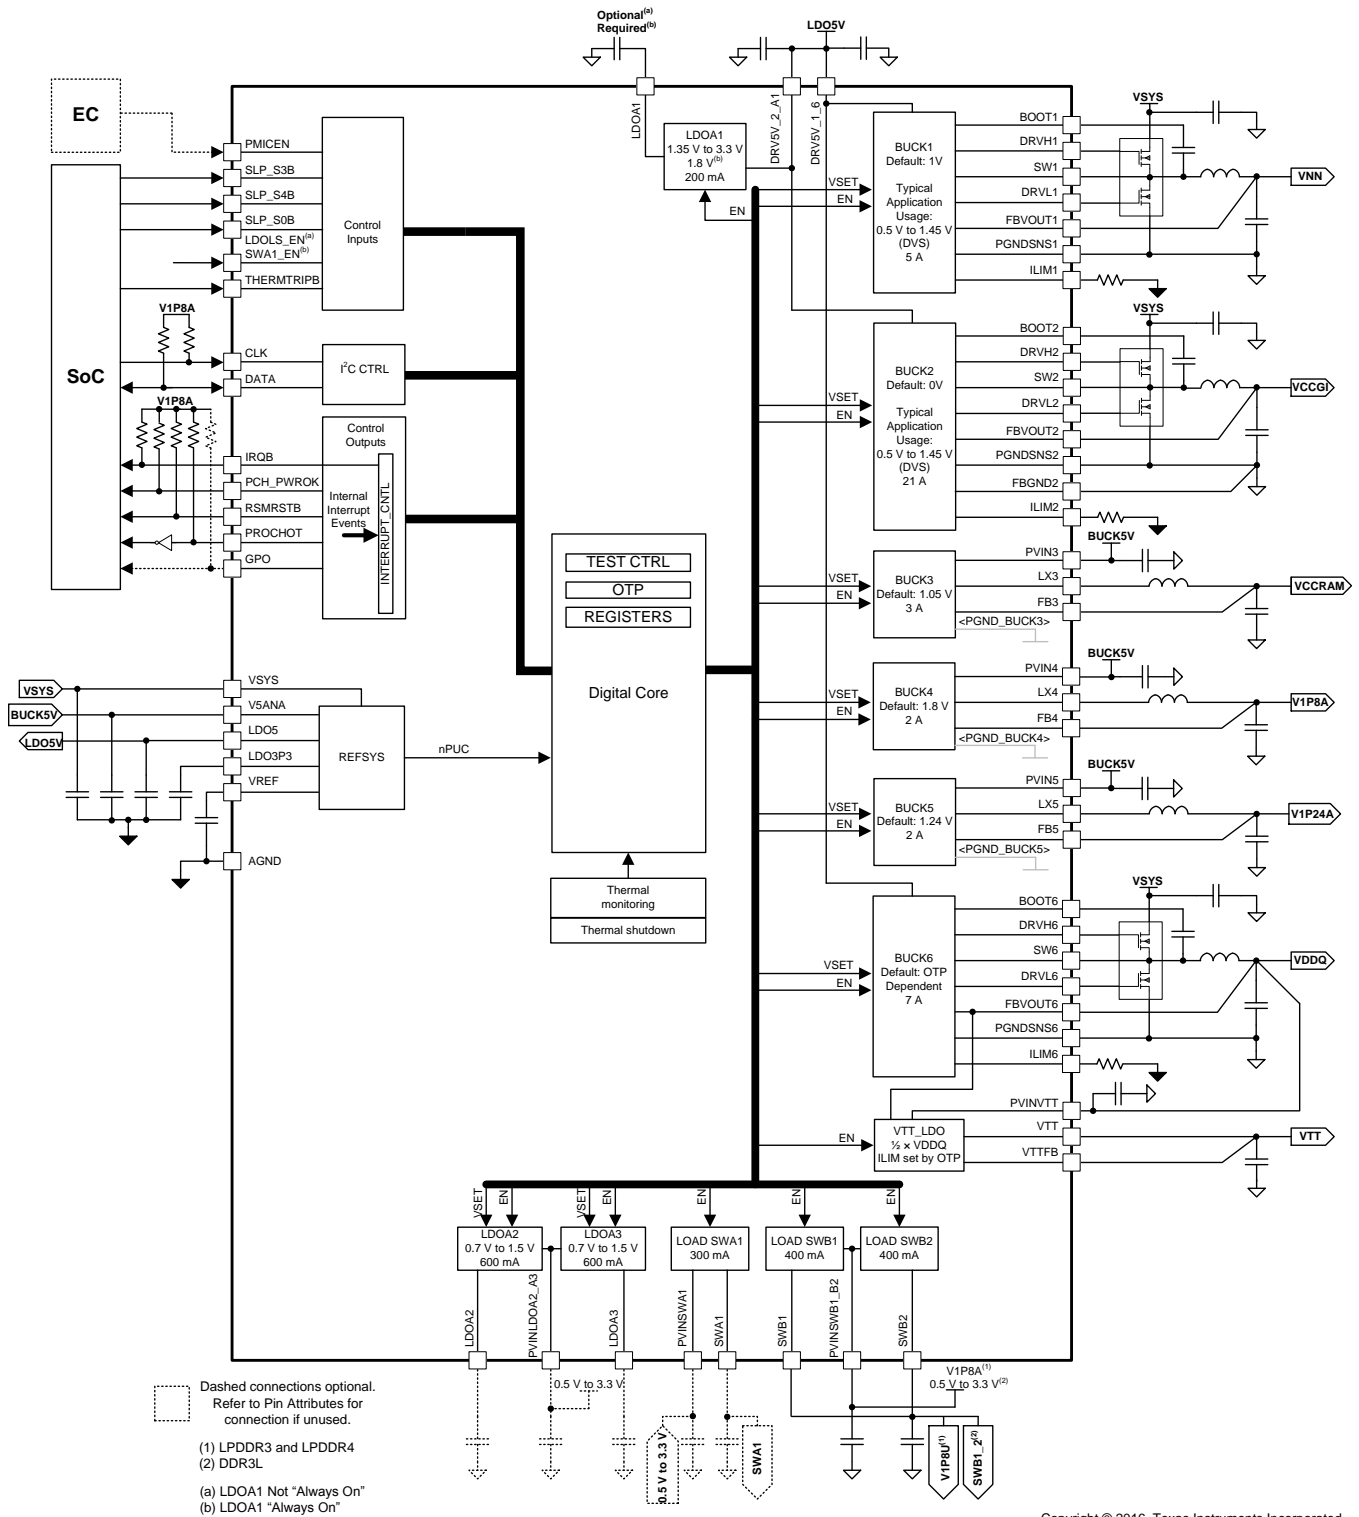 Optional(a)
Required(b)
LDO5V
EC
SoC
PMICEN
SLP_S3B
SLP_S4B
SLP_S0B
LDOLS_EN(a)
SWA1_EN(b)
THERMTRIPB
Control
Inputs
V1P8A
CLK
DATA
I2C CTRL
V1P8A
IRQB
PCH_PWROK
RSMRSTB
PROCHOT
GPO
Control
Outputs
Internal
Interrupt
Events
INTERRUPT_CNTL
LDOA1
LDOA1
1.35 V to 3.3 V
1.8 V(b)
200 mA
EN
DRV5V_2_A1
DRV5V_1_6
TEST CTRL
OTP
REGISTERS
Digital Core
Thermal
monitoring
Thermal shutdown
VSYS
BUCK5V
LDO5V
VSYS
V5ANA
LDO5
LDO3P3
VREF
AGND
REFSYS
nPUC
VSET
EN
BUCK1
Default: 1V
Typical
Application
Usage:
0.5 V to 1.45 V
(DVS)
5 A
BOOT1
DRVH1
SW1
DRVL1
FBVOUT1
PGNDSNS1
ILIM1
VSYS
VNN
VSET
EN
BUCK2
Default: 0V
Typical
Application
Usage:
0.5 V to 1.45 V
(DVS)
21 A
BOOT2
DRVH2
SW2
DRVL2
FBVOUT2
PGNDSNS2
FBGND2
ILIM2
VSYS
VCCGI
VSET
EN
BUCK3
Default: 1.05 V
3 A
PVIN3
LX3
FB3
<PGND_BUCK3>
BUCK5V
VCCRAM
VSET
EN
BUCK4
Default: 1.8 V
2 A
PVIN4
LX4
FB4
<PGND_BUCK4>
BUCK5V
V1P8A
VSET
EN
BUCK5
Default: 1.24 V
2 A
PVIN5
LX5
FB5
<PGND_BUCK5>
BUCK5V
V1P24A
VSET
EN
BUCK6
Default: OTP
Dependent
7 A
BOOT6
DRVH6
SW6
DRVL6
FBVOUT6
PGNDSNS6
ILIM6
VSYS
VDDQ
EN
VTT_LDO
½ × VDDQ
ILIM set by OTP
PVINVTT
VTT
VTTFB
VTT
VSET
EN
LDOA2
0.7 V to 1.5 V
600 mA
VSET
EN
LDOA3
0.7 V to 1.5 V
600 mA
EN
LOAD SWA1
300 mA
EN
LOAD SWB1
400 mA
EN
LOAD SWB2
400 mA
LDOA2
PVINLDOA2_A3
LDOA3
PVINSWA1
SWA1
SWB1
PVINSWB1_B2
SWB2
0.5 V to 3.3 V
0.5 V to 3.3 V
SWA1
V1P8A(1)
0.5 V to 3.3 V(2)
V1P8U(1)
SWB1_2(2)
Dashed connections optional.
Refer to Pin Attributes for
connection if unused.
(1) LPDDR3 and LPDDR4
(2) DDR3L
(a) LDOA1 Not “Always On”
(b) LDOA1 “Always On”
Copyright © 2016, Texas Instruments Incorporated